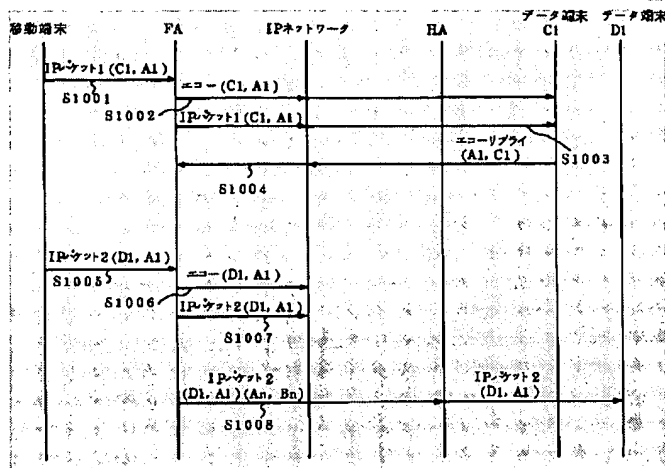 移動端末 FA IPネットワーク HA データ端末 データ端末
C1 D1
IPパケット1 (C1, A1)
エコー (C1, A1)
S1001
S1002
IPパケット1 (C1, A1)
エコーリプライ
(A1, C1)
S1003
S1004
IPパケット2 (D1, A1)
S1005
エコー (D1, A1)
S1006
IPパケット2 (D1, A1)
S1007
IPパケット2 IPパケット2
(D1, A1) (An, Bn) (D1, A1)
S1008